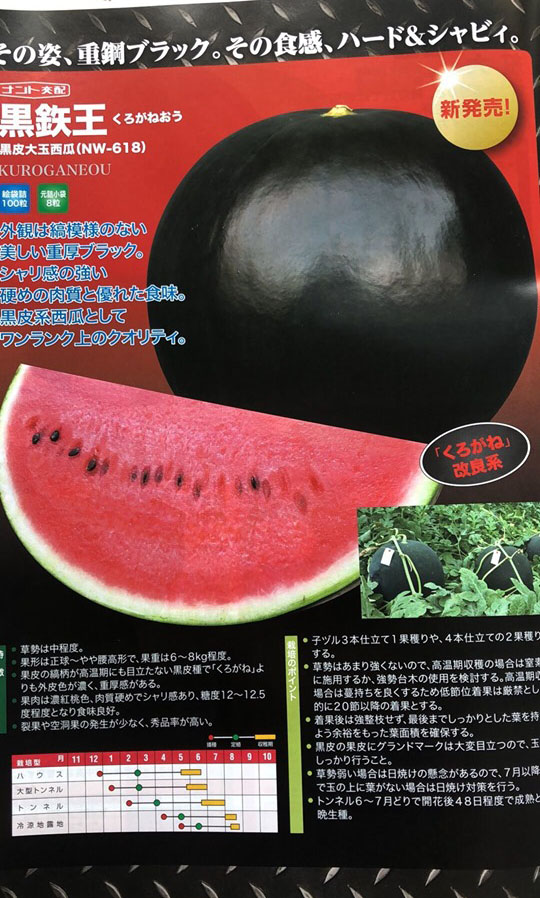 その姿、重鋼ブラック。その食感、ハード&シャビィ。
ナント交配
黒鉄王 くろがねおう
黒皮大玉西瓜(NW-618)
KUROGANEOU
新発売!
絵袋詰
100粒
元詰小袋
8粒
外観は縞模様のない
美しい重厚ブラック。
シャリ感の強い
硬めの肉質と優れた食味。
黒皮系西瓜として
ワンランク上のクオリティ。
「くろがね」
改良系
徴
● 草勢は中程度。
● 果形は正球〜やや腰高形で、果重は6〜8kg程度。
● 果皮の縞柄が高温期にも目立たない黒皮種で「くろがね」よ
りも外皮色が濃く、重厚感がある。
● 果肉は濃紅桃色、肉質硬めでシャリ感あり、糖度12〜12.5
度程度となり食味良好。
● 裂果や空洞果の発生が少なく、秀品率が高い。
●播種 ●定植 収穫期
栽培型 月 11 12 1 2 3 4 5 6 7 8 9 10
ハウス
大型トンネル
トンネル
冷涼地露地
栽培のポイント
● 子ヅル3本仕立て1果穫りや、4本仕立ての2果穫り
する。
● 草勢はあまり強くないので、高温期収穫の場合は窒素
に施用するか、強勢台木の使用を検討する。高温期収
場合は蔓持ちを良くするため低節位着果は厳禁とし
的に20節以降の着果とする。
● 着果後は強整枝せず、最後までしっかりとした葉を持
よう余裕をもった葉面積を確保する。
● 黒皮の果皮にグランドマークは大変目立つので、玉
しっかり行うこと。
● 草勢弱い場合は日焼けの懸念があるので、7月以降
で玉の上に葉がない場合は日焼け対策を行う。
● トンネル6〜7月どりで開花後48日程度で成熟と
晩生種。